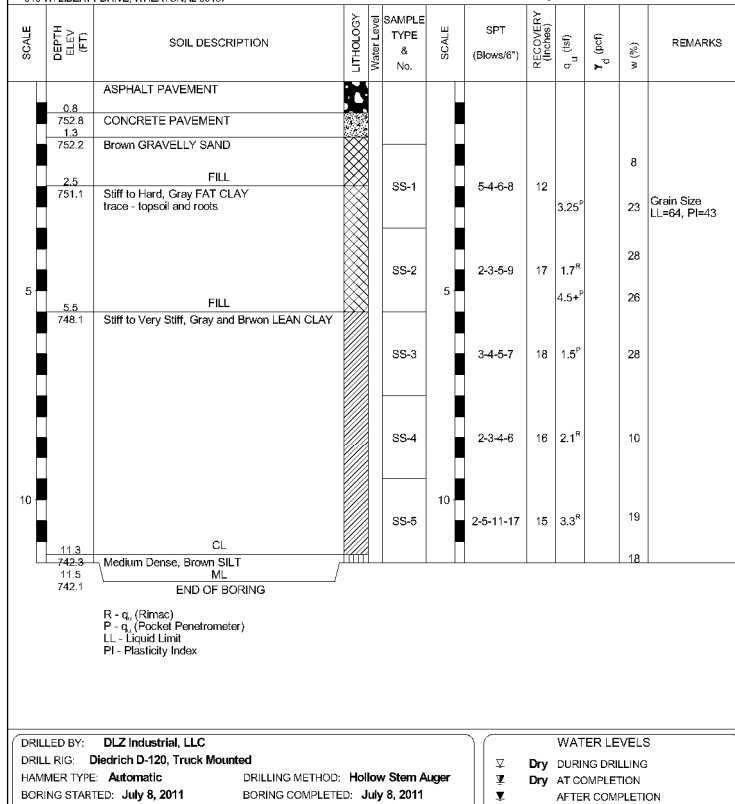 SCALE
DEPTH ELEV (FT)
SOIL DESCRIPTION
LITHOLOGY
Water Level
SAMPLE TYPE & No.
SCALE
SPT (Blows/6")
RECOVERY (Inches)
q u (tsf)
γ d (pcf)
w (%)
REMARKS
ASPHALT PAVEMENT
0.8
752.8 CONCRETE PAVEMENT
1.3
752.2 Brown GRAVELLY SAND
8
2.5 FILL
SS-1 5-4-6-8 12
751.1 Stiff to Hard, Gray FAT CLAY
trace - topsoil and roots
3.25P 23 Grain Size
LL=64, PI=43
28
SS-2 2-3-5-9 17 1.7R
5 5 4.5+P 26
5.5 FILL
748.1 Stiff to Very Stiff, Gray and Brwon LEAN CLAY
SS-3 3-4-5-7 18 1.5P 28
SS-4 2-3-4-6 16 2.1R 10
10 10
SS-5 2-5-11-17 15 3.3R 19
11.3 CL
742.3 Medium Dense, Brown SILT 18
11.5 ML
742.1 END OF BORING
R - qu (Rimac)
P - qu (Pocket Penetrometer)
LL - Liquid Limit
PI - Plasticity Index
DRILLED BY: DLZ Industrial, LLC
DRILL RIG: Diedrich D-120, Truck Mounted
HAMMER TYPE: Automatic DRILLING METHOD: Hollow Stem Auger
BORING STARTED: July 8, 2011 BORING COMPLETED: July 8, 2011
WATER LEVELS
Dry DURING DRILLING
Dry AT COMPLETION
AFTER COMPLETION